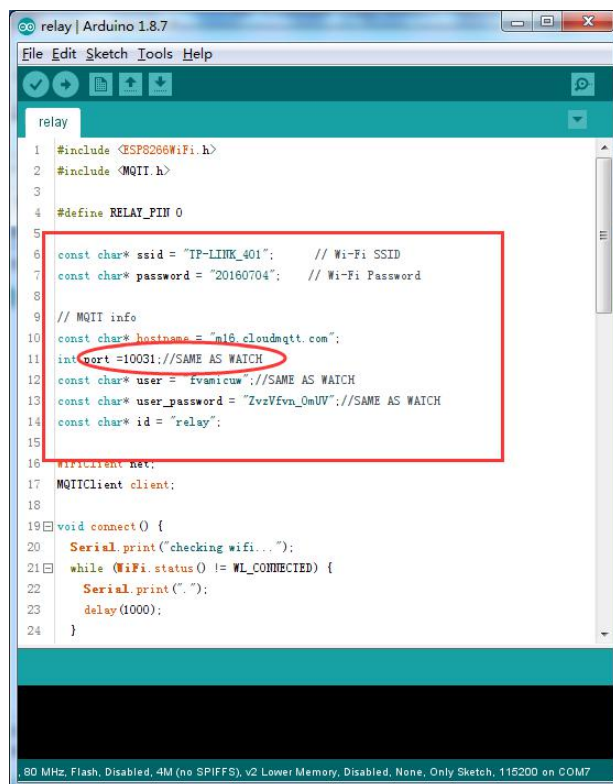 relay | Arduino 1.8.7
File Edit Sketch Tools Help
relay
1 #include <ESP8266WiFi.h>
2 #include <MQTT.h>
3
4 #define RELAY_PIN 0
5
6 const char* ssid = "TP-LINK_401"; // Wi-Fi SSID
7 const char* password = "20160704"; // Wi-Fi Password
8
9 // MQTT info
10 const char* hostname = "m16.cloudmqtt.com";
11 int port =10031;//SAME AS WATCH
12 const char* user = "fvamicuw";//SAME AS WATCH
13 const char* user_password = "ZvzVfvn_OmUV";//SAME AS WATCH
14 const char* id = "relay";
15
16 WiFiClient net;
17 MQTTClient client;
18
19 void connect() {
20 Serial.print("checking wifi...");
21 while (WiFi.status() != WL_CONNECTED) {
22 Serial.print(".");
23 delay(1000);
24 }
, 80 MHz, Flash, Disabled, 4M (no SPIFFS), v2 Lower Memory, Disabled, None, Only Sketch, 115200 on COM7